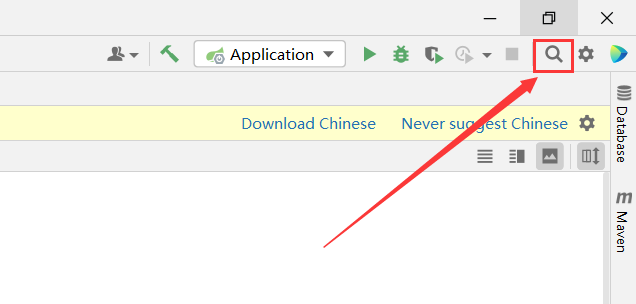 Application
Download Chinese Never suggest Chinese
Database
m
Maven